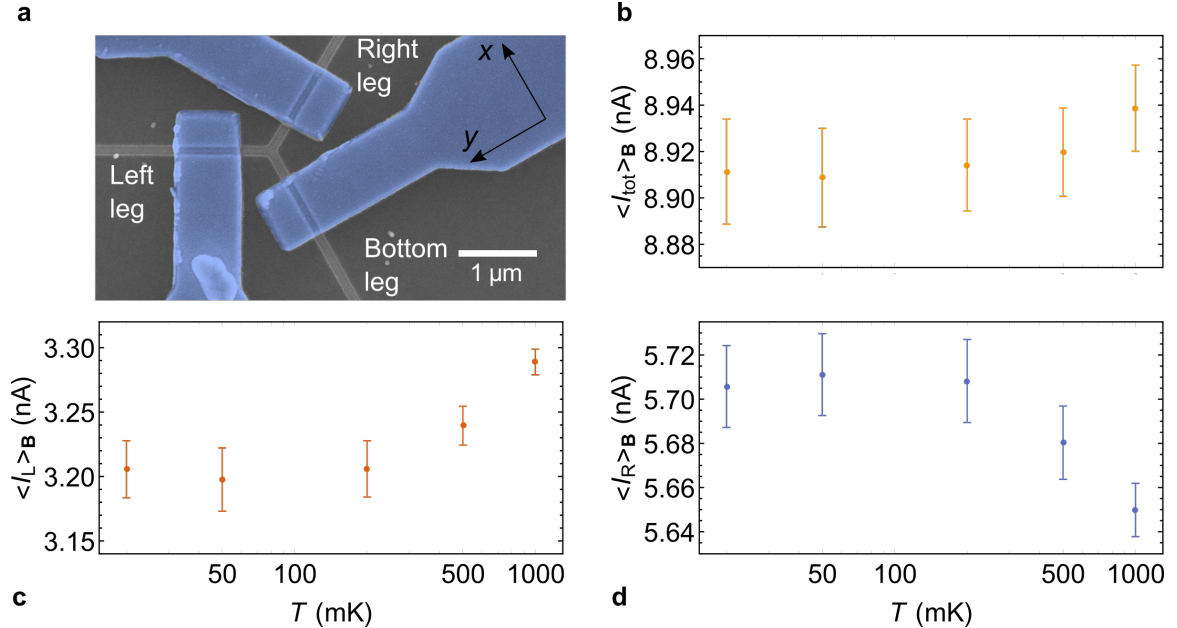 a
Right
leg
x
y
Left
leg
Bottom
leg
1 μm
b
8.96
8.94
8.92
8.90
8.88
<I_tot>_B (nA)
3.30
3.25
3.20
3.15
<I_L>_B (nA)
50 100 500 1000
T (mK)
c
5.72
5.70
5.68
5.66
5.64
<I_R>_B (nA)
50 100 500 1000
T (mK)
d